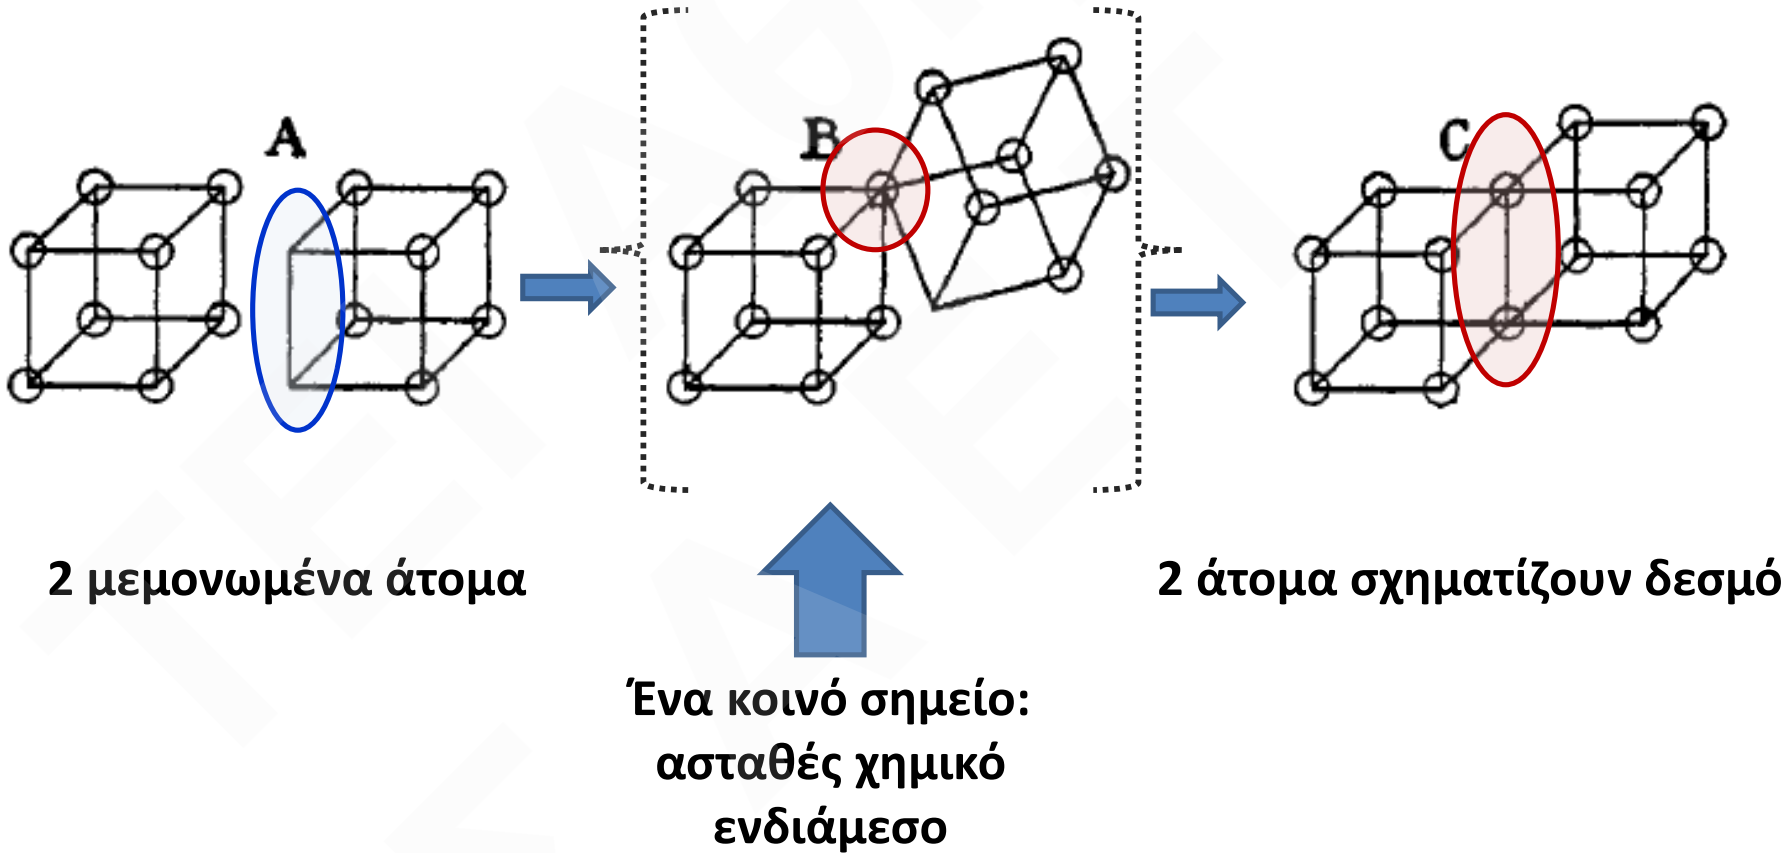 A
B
C
2 μεμονωμένα άτομα
2 άτομα σχηματίζουν δεσμό
Ένα κοινό σημείο:
ασταθές χημικό
ενδιάμεσο